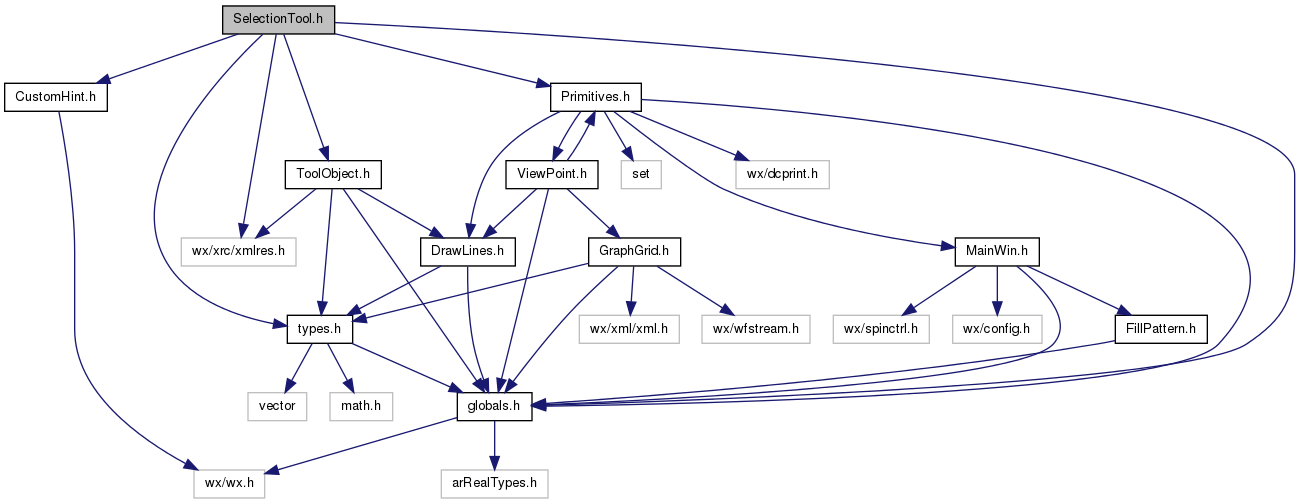 SelectionTool.h
CustomHint.h
Primitives.h
ToolObject.h
ViewPoint.h
set
wx/dcprint.h
wx/xrc/xmlres.h
DrawLines.h
GraphGrid.h
MainWin.h
types.h
wx/xml/xml.h
wx/wfstream.h
wx/spinctrl.h
wx/config.h
FillPattern.h
vector
math.h
globals.h
wx/wx.h
arRealTypes.h